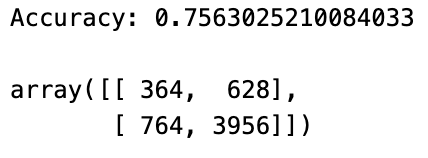 Accuracy: 0.7563025210084033
array([[ 364,  628],
       [ 764, 3956]])